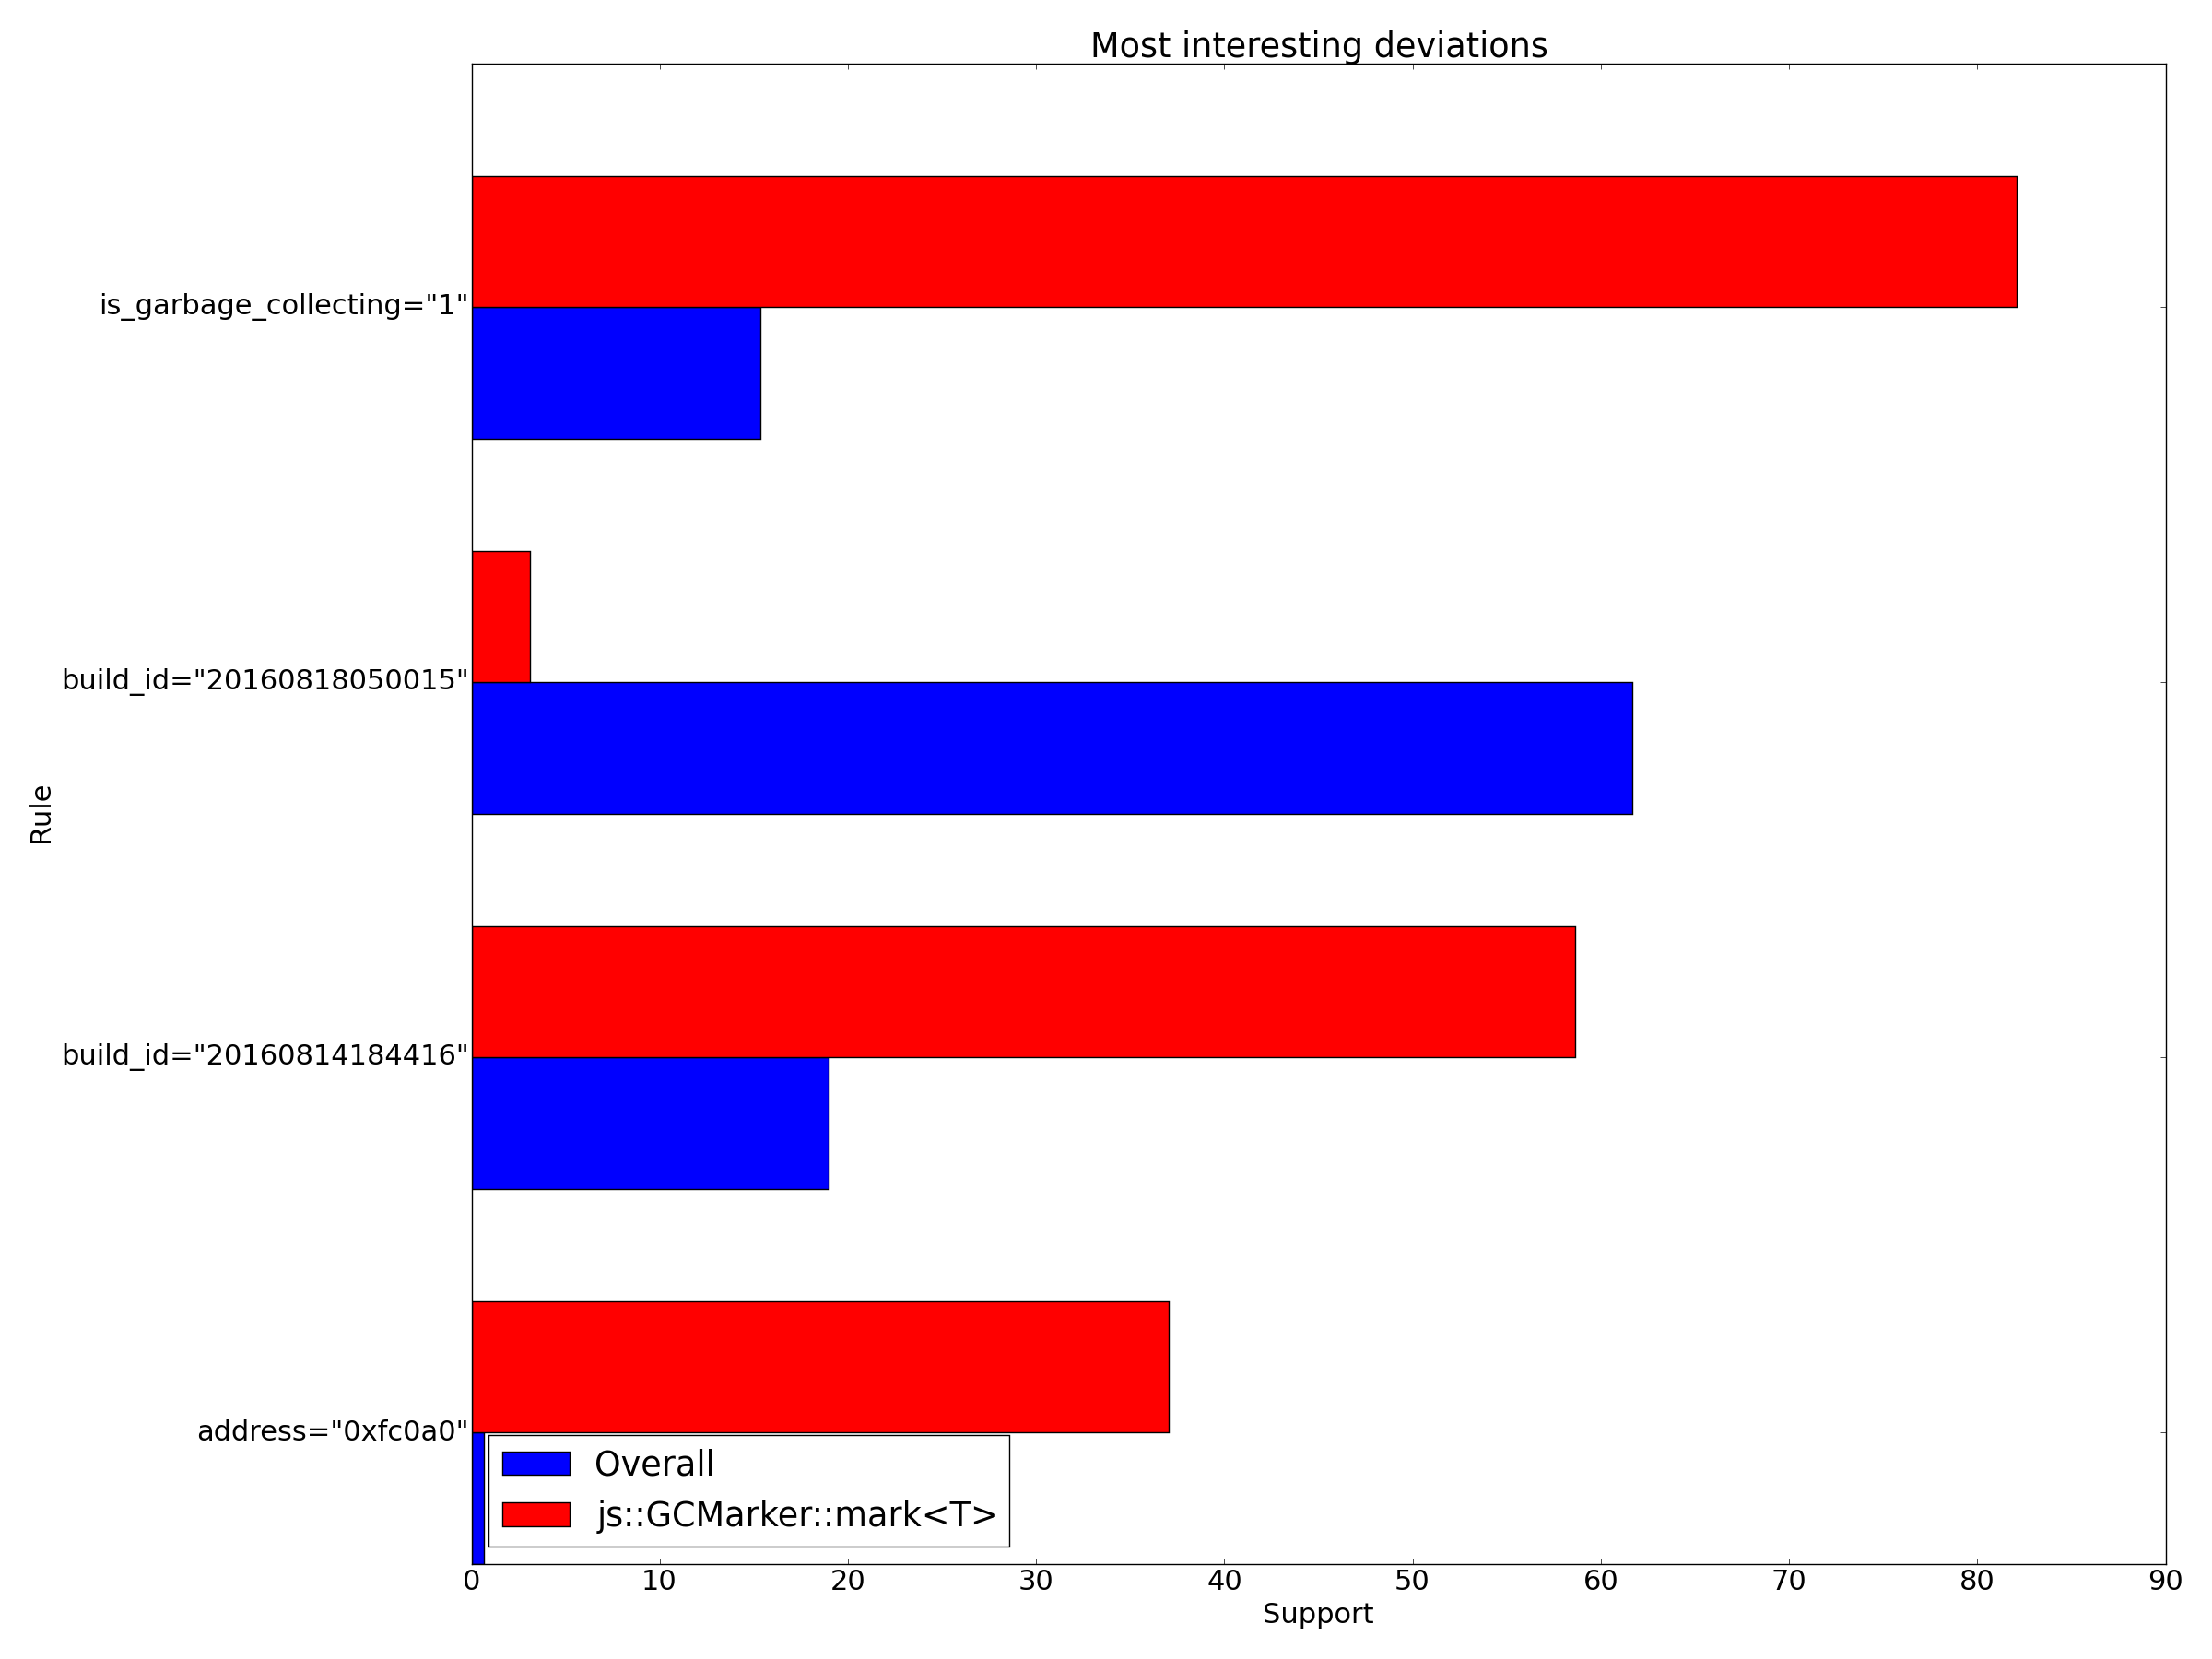 Most interesting deviations
is_garbage_collecting="1"
build_id="20160818050015"
Rule
build_id="20160814184416"
address="0xfc0a0"
Overall
js::GCMarker::mark<T>
0 10 20 30 40 50 60 70 80 90
Support